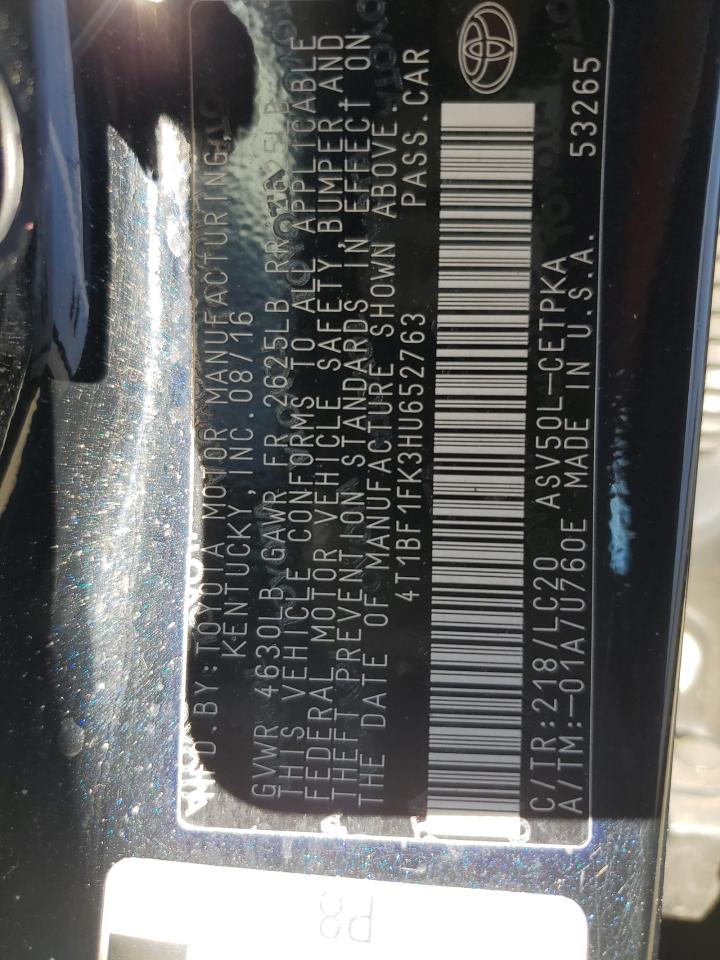 MFD.BY:TOYOTA MOTOR MANUFACTURING,
KENTUCKY, INC.08/16
GVWR 4630LB GAWR FR 2625LB RR 2625LB
THIS VEHICLE CONFORMS TO ALL APPLICABLE
FEDERAL MOTOR VEHICLE SAFETY, BUMPER AND
THEFT PREVENTION STANDARDS IN EFFECT ON
THE DATE OF MANUFACTURE SHOWN ABOVE.
4T1BF1FK3HU652763 PASS.CAR
C/TR:218/LC20 ASV50L-CETPKA
A/TM:-01A/U760E MADE IN U.S.A. 53265
P8